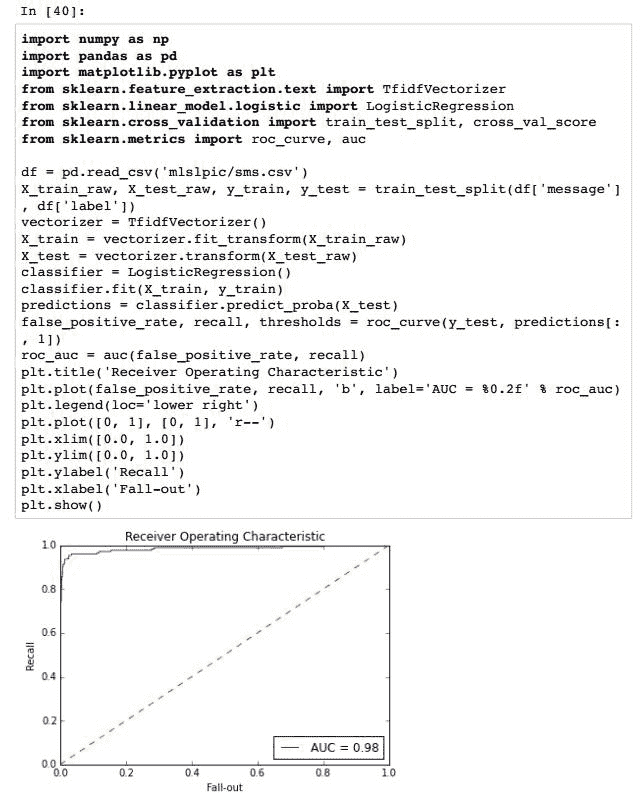 In [40]:
import numpy as np
import pandas as pd
import matplotlib.pyplot as plt
from sklearn.feature_extraction.text import TfidfVectorizer
from sklearn.linear_model.logistic import LogisticRegression
from sklearn.cross_validation import train_test_split, cross_val_score
from sklearn.metrics import roc_curve, auc
df = pd.read_csv('mlslpic/sms.csv')
X_train_raw, X_test_raw, y_train, y_test = train_test_split(df['message']
, df['label'])
vectorizer = TfidfVectorizer()
X_train = vectorizer.fit_transform(X_train_raw)
X_test = vectorizer.transform(X_test_raw)
classifier = LogisticRegression()
classifier.fit(X_train, y_train)
predictions = classifier.predict_proba(X_test)
false_positive_rate, recall, thresholds = roc_curve(y_test, predictions[:
, 1])
roc_auc = auc(false_positive_rate, recall)
plt.title('Receiver Operating Characteristic')
plt.plot(false_positive_rate, recall, 'b', label='AUC = %0.2f' % roc_auc)
plt.legend(loc='lower right')
plt.plot([0, 1], [0, 1], 'r--')
plt.xlim([0.0, 1.0])
plt.ylim([0.0, 1.0])
plt.ylabel('Recall')
plt.xlabel('Fall-out')
plt.show()
Receiver Operating Characteristic
1.0
0.8
0.6
0.4
0.2
0.0
Recall
AUC = 0.98
0.0 0.2 0.4 0.6 0.8 1.0
Fall-out